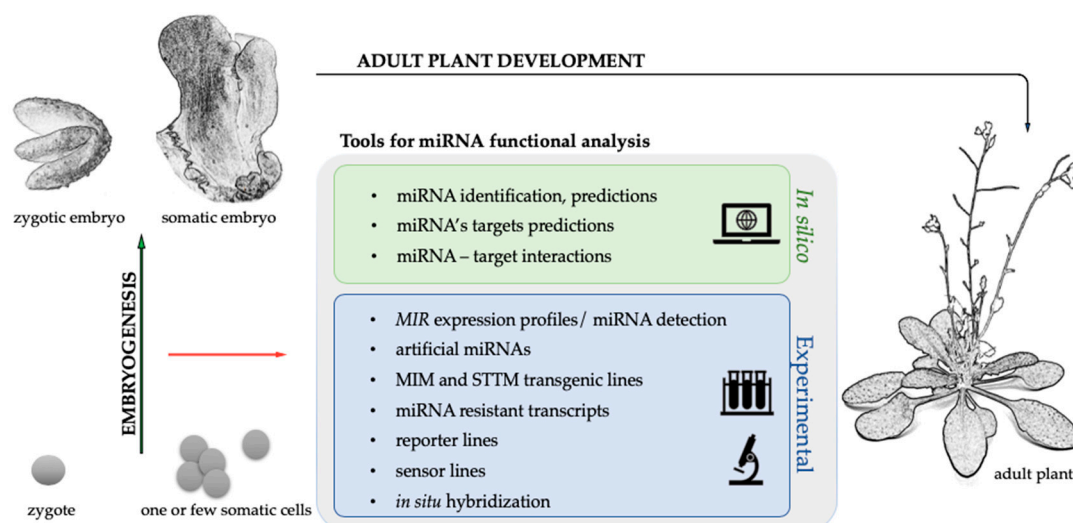 ADULT PLANT DEVELOPMENT
Tools for miRNA functional analysis
zygotic embryo
somatic embryo
• miRNA identification, predictions
• miRNA's targets predictions
• miRNA – target interactions
In silico
EMBRYOGENESIS
• MIR expression profiles/ miRNA detection
• artificial miRNAs
• MIM and STTM transgenic lines
• miRNA resistant transcripts
• reporter lines
• sensor lines
• in situ hybridization
Experimental
adult plant
zygote
one or few somatic cells